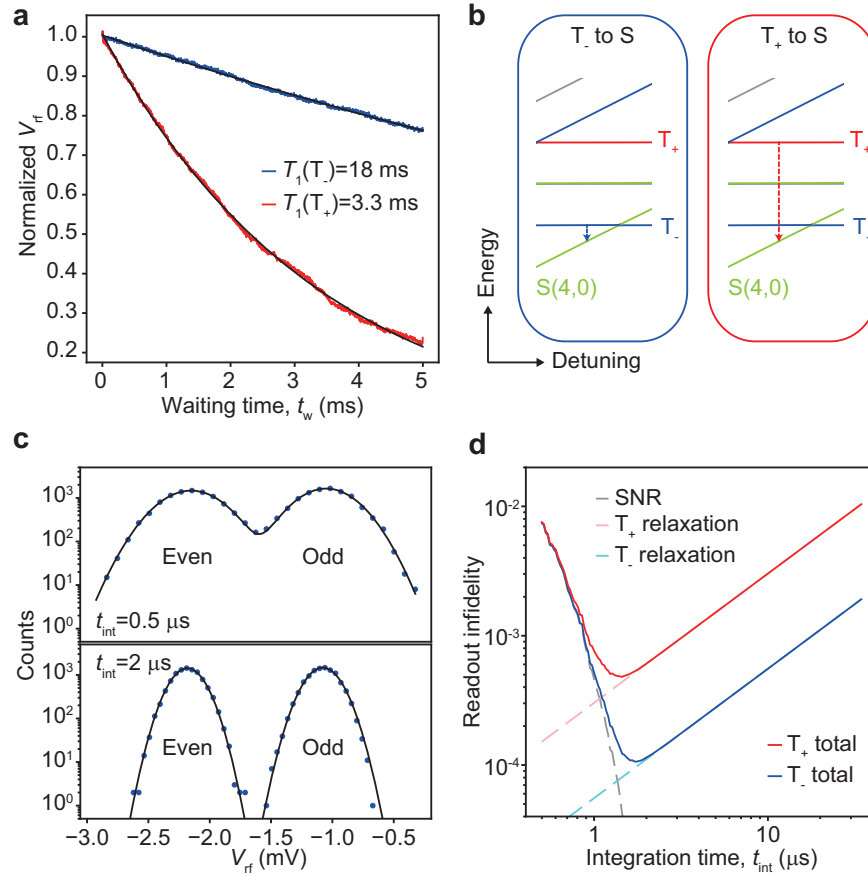 a
1.0
0.9
0.8
0.7
0.6
0.5
0.4
0.3
0.2
Normalized V_rf
T_1(T_-)=18 ms
T_1(T_+)=3.3 ms
0 1 2 3 4 5
Waiting time, t_w (ms)
b
T_- to S
T_+
T_-
S(4,0)
T_+ to S
T_+
T_-
S(4,0)
Energy
Detuning
c
10^3
10^2
10^1
10^0
Even Odd
t_int=0.5 μs
Counts
10^3
10^2
10^1
10^0
t_int=2 μs
Even Odd
−3.0 −2.5 −2.0 −1.5 −1.0 −0.5
V_rf (mV)
d
10^-2
10^-3
10^-4
Readout infidelity
SNR
T_+ relaxation
T_- relaxation
T_+ total
T_- total
1 10
Integration time, t_int (μs)